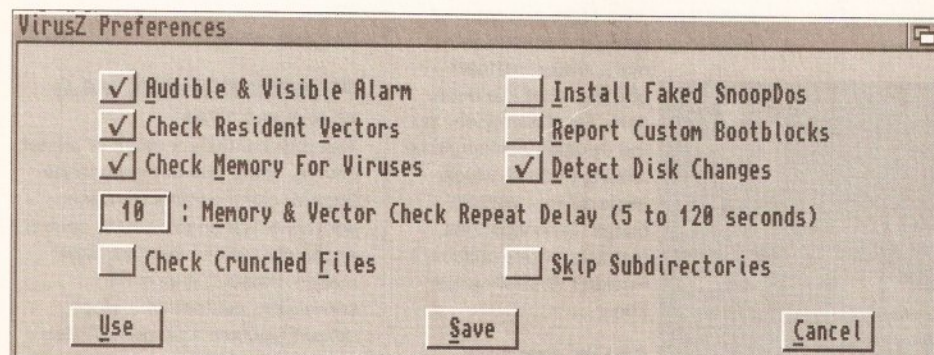 VirusZ Preferences
Audible & Visible Alarm
Install Faked SnoopDos
Check Resident Vectors
Report Custom Bootblocks
Check Memory For Viruses
Detect Disk Changes
10 : Memory & Vector Check Repeat Delay (5 to 120 seconds)
Check Crunched Files
Skip Subdirectories
Use
Save
Cancel